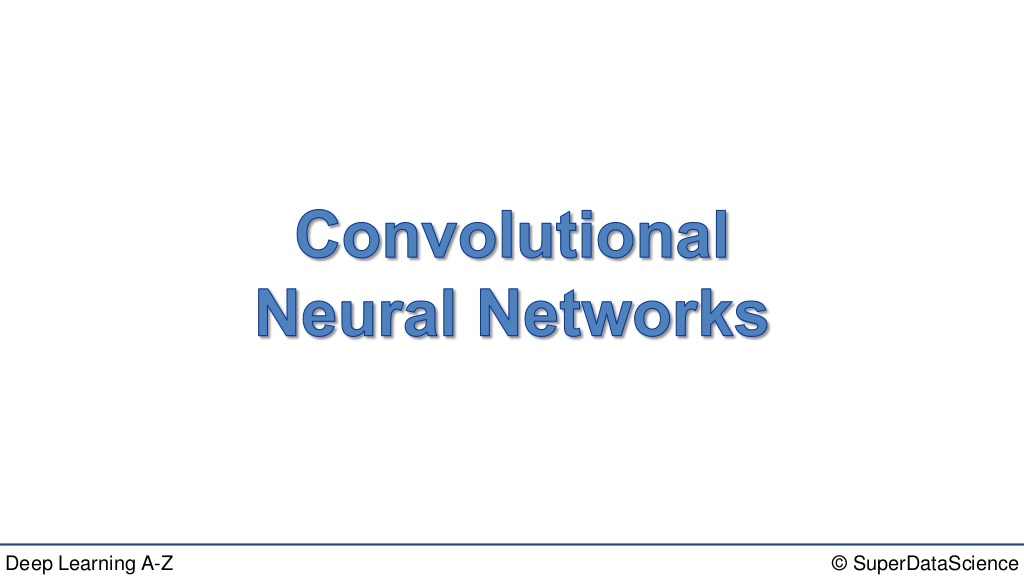 Convolutional
Neural Networks
Deep Learning A-Z
© SuperDataScience